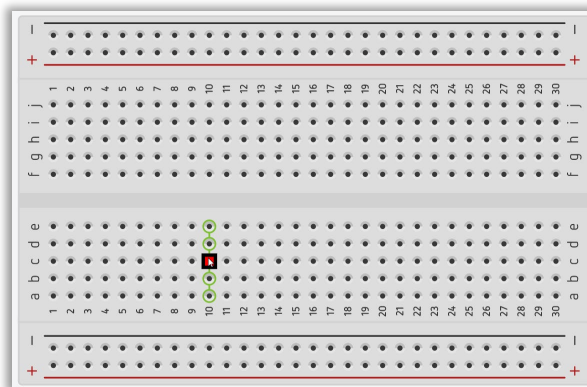 − −
+ +
1 2 3 4 5 6 7 8 9 10 11 12 13 14 15 16 17 18 19 20 21 22 23 24 25 26 27 28 29 30
j j
i i
h h
g g
f f
e e
d d
c c
b b
a a
1 2 3 4 5 6 7 8 9 10 11 12 13 14 15 16 17 18 19 20 21 22 23 24 25 26 27 28 29 30
− −
+ +